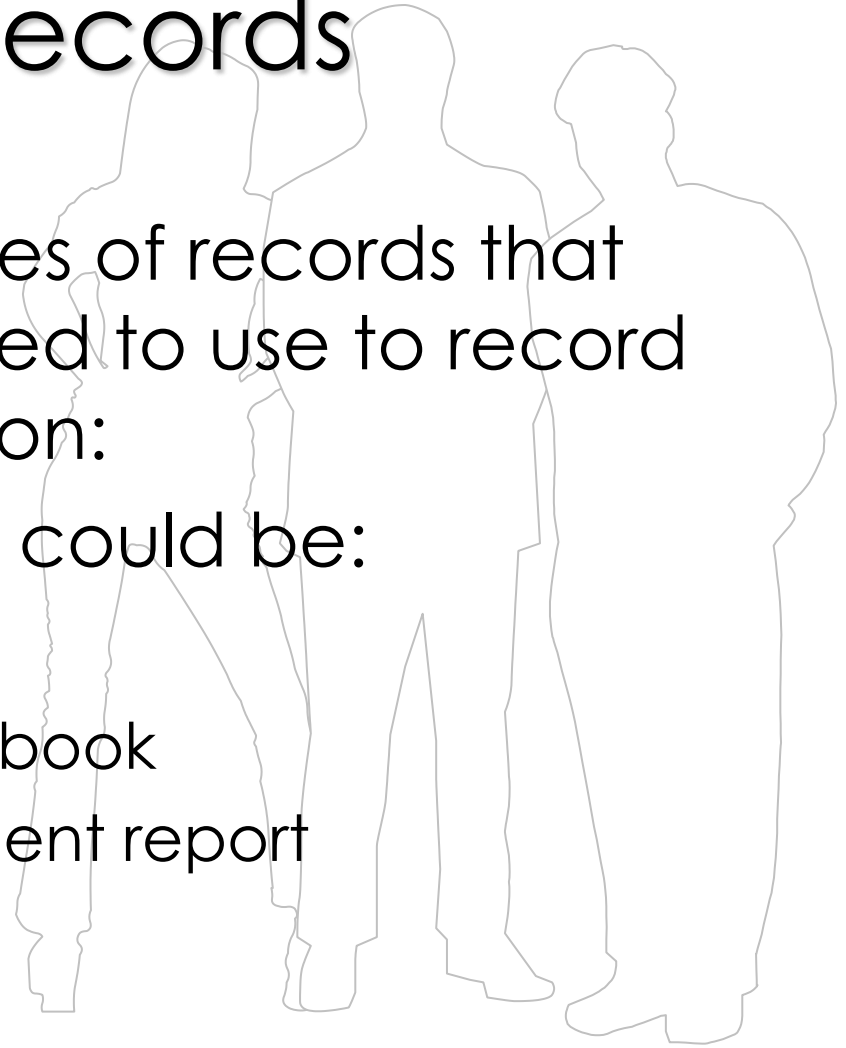 ecords
es of records that
ed to use to record
on:
could be:
book
ent report